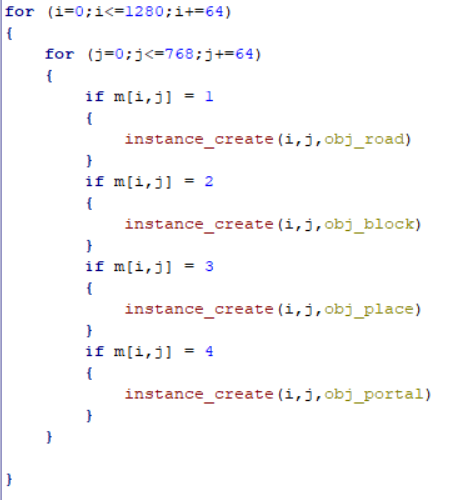 for (i=0;i<=1280;i+=64)
{
    for (j=0;j<=768;j+=64)
    {
        if m[i,j] = 1
        {
            instance_create(i,j,obj_road)
        }
        if m[i,j] = 2
        {
            instance_create(i,j,obj_block)
        }
        if m[i,j] = 3
        {
            instance_create(i,j,obj_place)
        }
        if m[i,j] = 4
        {
            instance_create(i,j,obj_portal)
        }
    }

}